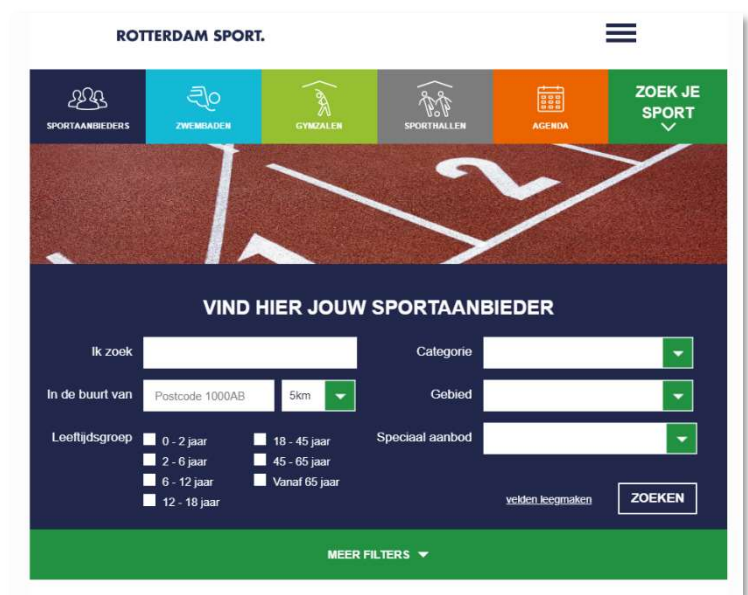 ROTTERDAM SPORT.
SPORTAANBIEDERS
ZWEMBADEN
GYMZALEN
SPORTHALLEN
AGENDA
ZOEK JE
SPORT
2
VIND HIER JOUW SPORTAANBIEDER
Ik zoek
Categorie
In de buurt van Postcode 1000AB 5km
Gebied
Leeftijdsgroep
0 - 2 jaar
2 - 6 jaar
6 - 12 jaar
12 - 18 jaar
18 - 45 jaar
45 - 65 jaar
Vanaf 65 jaar
Speciaal aanbod
velden leegmaken
ZOEKEN
MEER FILTERS